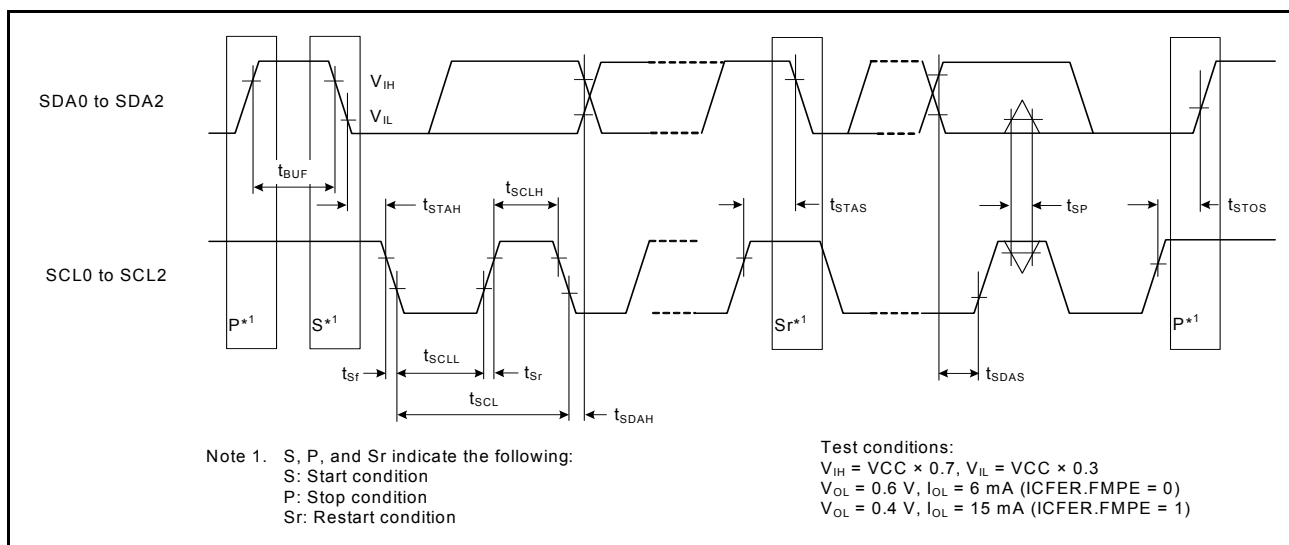 SDA0 to SDA2
VIH
VIL
tBUF
tSTAH
tSCLH
tSTAS
tSP
tSTOS
SCL0 to SCL2
P*1
S*1
Sr*1
P*1
tSf
tSCLL
tSr
tSCL
tSDAH
tSDAS
Note 1. S, P, and Sr indicate the following:
S: Start condition
P: Stop condition
Sr: Restart condition
Test conditions:
VIH = VCC × 0.7, VIL = VCC × 0.3
VOL = 0.6 V, IOL = 6 mA (ICFER.FMPE = 0)
VOL = 0.4 V, IOL = 15 mA (ICFER.FMPE = 1)